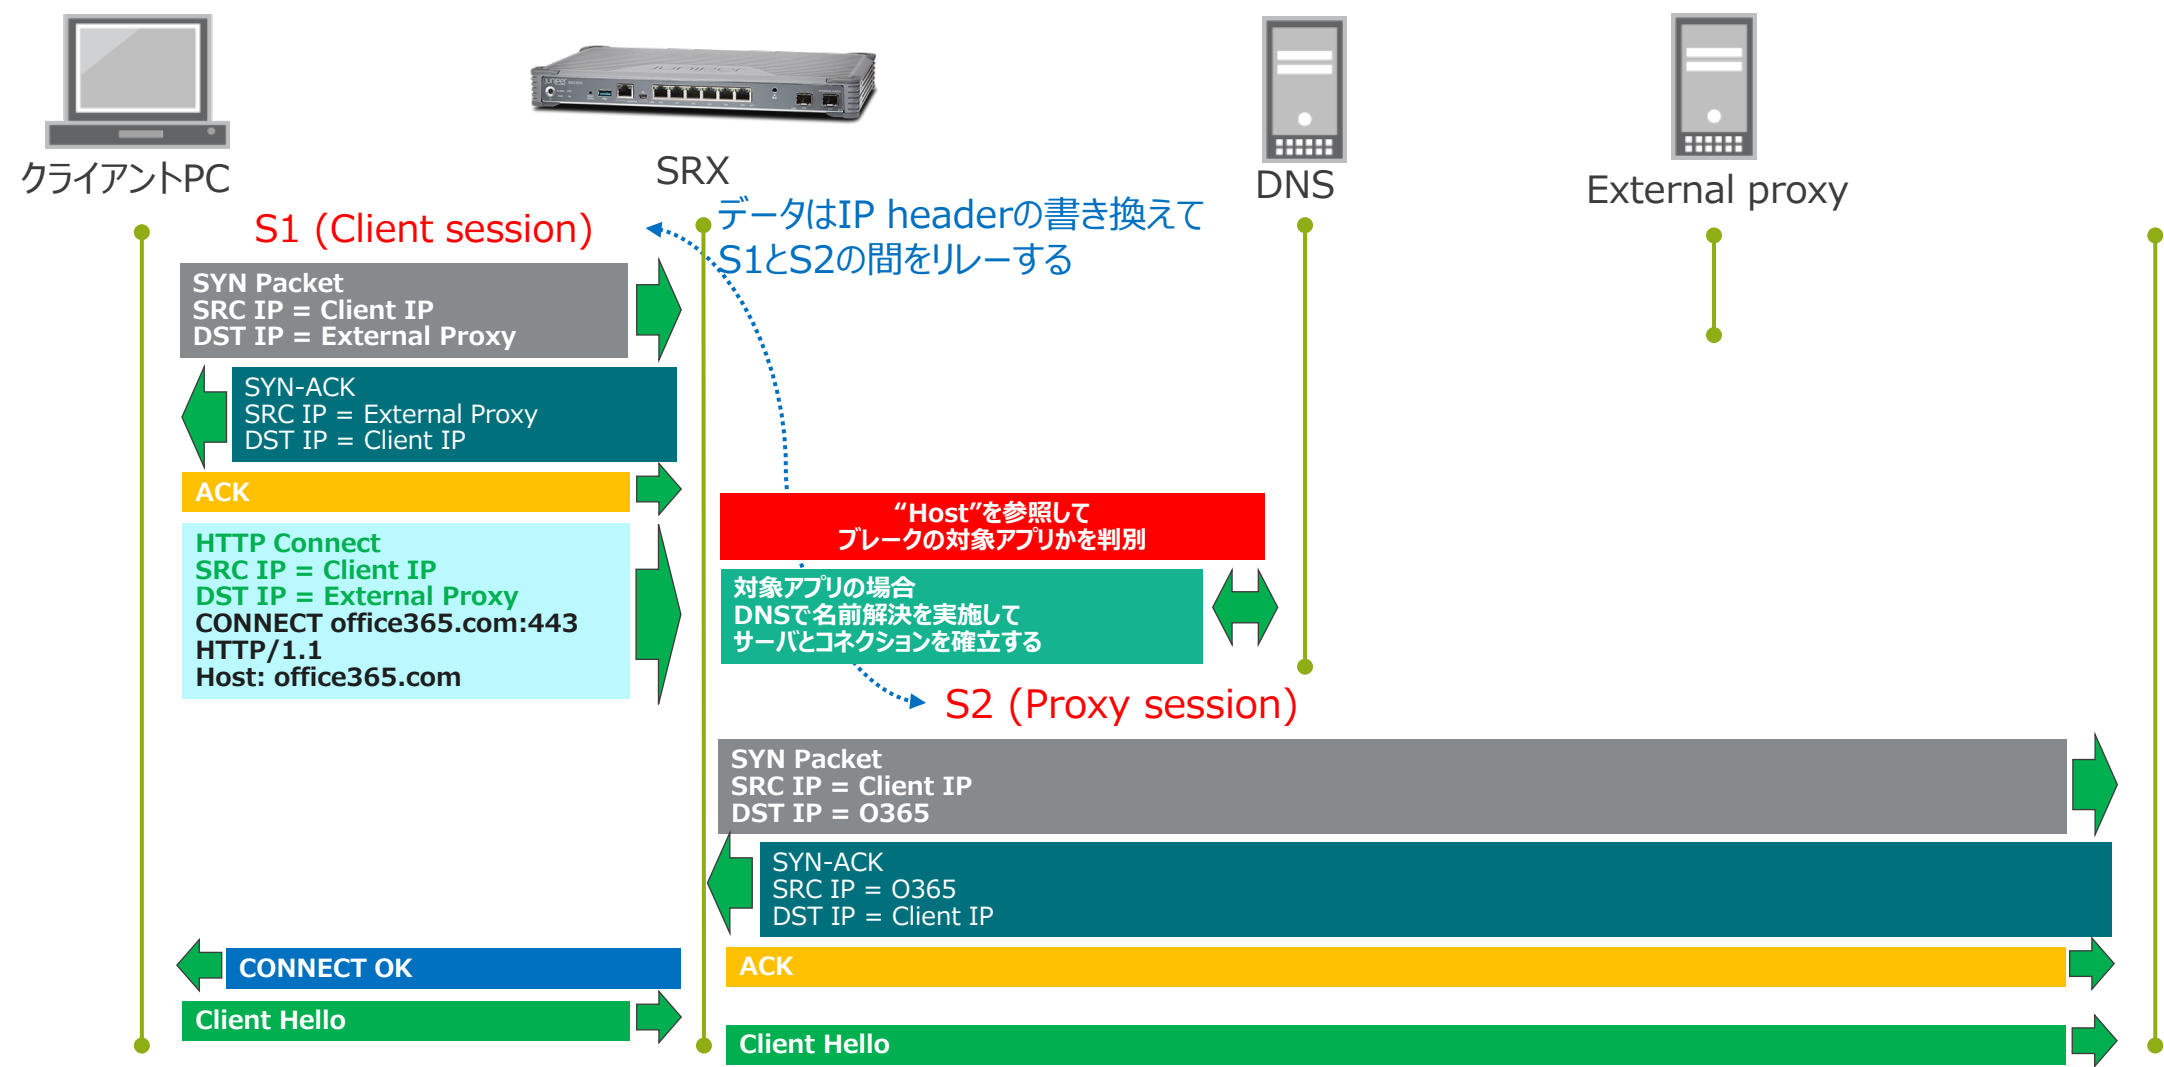 クライアントPC
SRX
DNS
External proxy
S1 (Client session)
データはIP headerの書き換えて
S1とS2の間をリレーする
SYN Packet
SRC IP = Client IP
DST IP = External Proxy
SYN-ACK
SRC IP = External Proxy
DST IP = Client IP
ACK
HTTP Connect
SRC IP = Client IP
DST IP = External Proxy
CONNECT office365.com:443
HTTP/1.1
Host: office365.com
“Host”を参照して
ブレークの対象アプリかを判別
対象アプリの場合
DNSで名前解決を実施して
サーバとコネクションを確立する
S2 (Proxy session)
SYN Packet
SRC IP = Client IP
DST IP = O365
SYN-ACK
SRC IP = O365
DST IP = Client IP
CONNECT OK
ACK
Client Hello
Client Hello